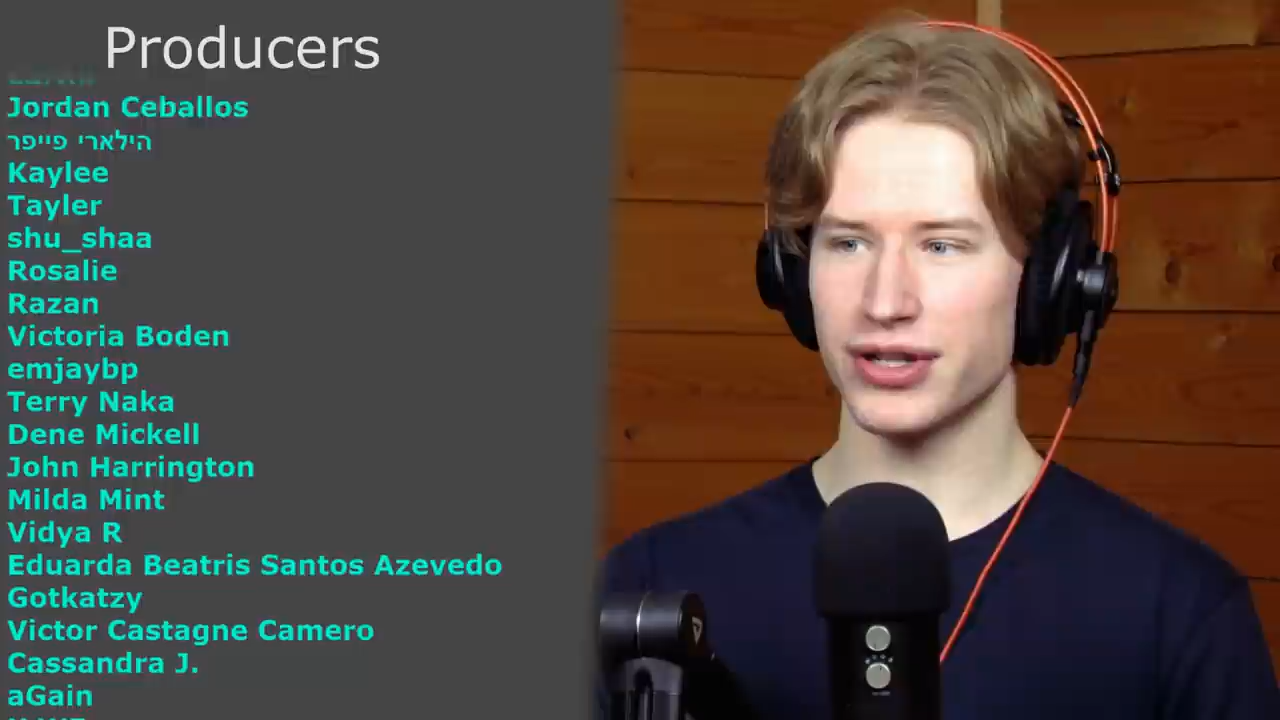 Producers
Jordan Ceballos
הילארי פייפר
Kaylee
Tayler
shu_shaa
Rosalie
Razan
Victoria Boden
emjaybp
Terry Naka
Dene Mickell
John Harrington
Milda Mint
Vidya R
Eduarda Beatris Santos Azevedo
Gotkatzy
Victor Castagne Camero
Cassandra J.
aGain